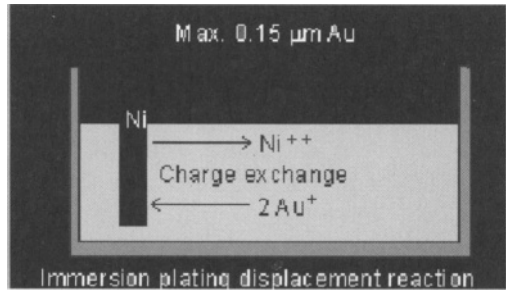 Max. 0.15 µm Au
Ni
Ni++
Charge exchange
2Au+
Immersion plating displacement reaction